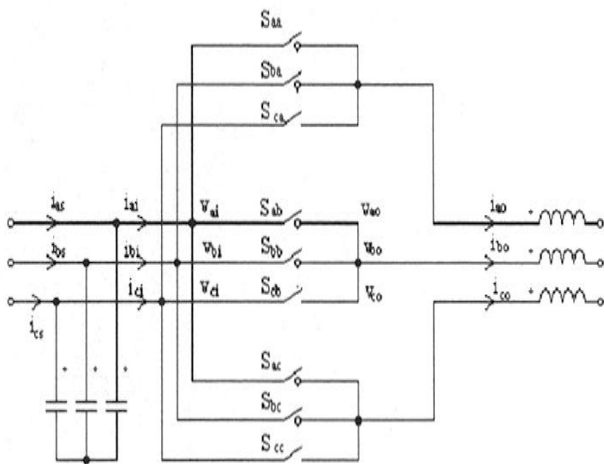 Saa
Sba
Sca
ias iai vai Sab vao iao
ibs ibi vbi Sbb vbo ibo
ics ici vci Scb vco ico
Sac
Sbc
Scc